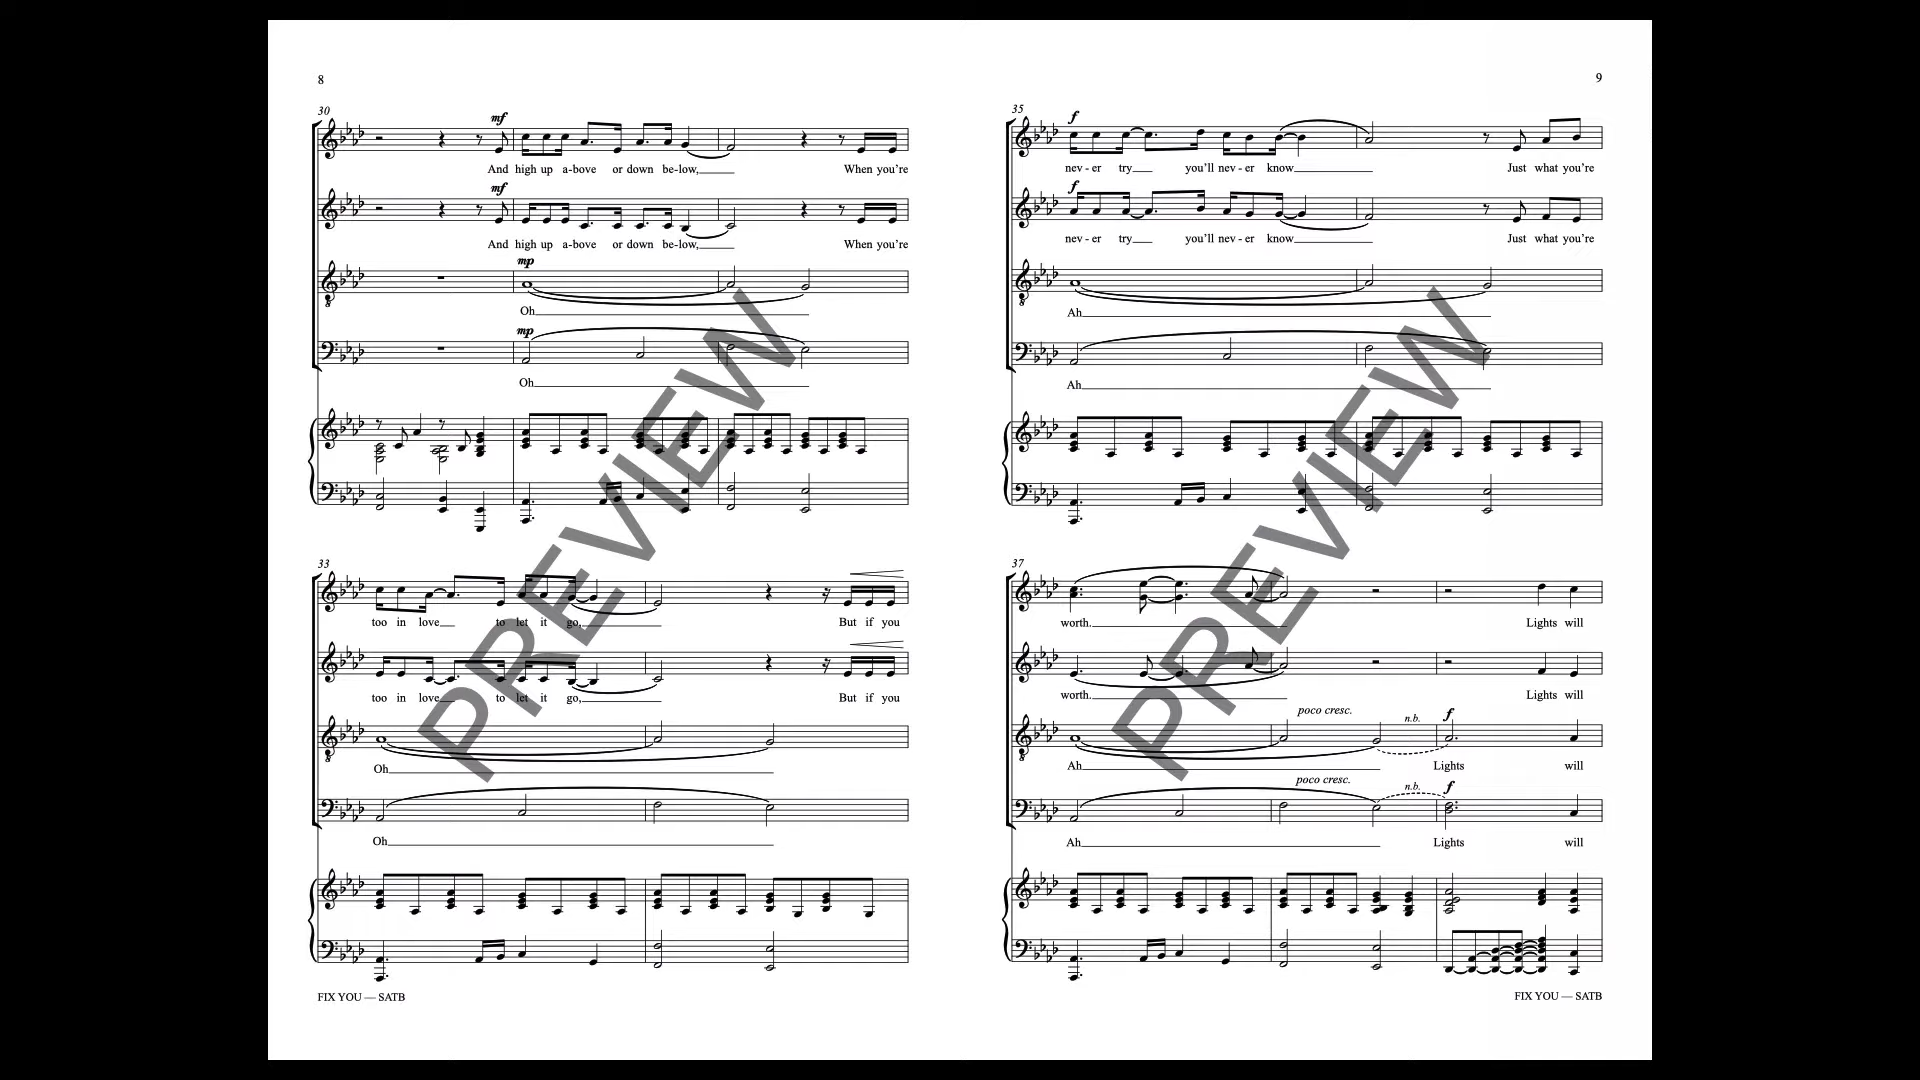 8
30
mf
And high up a-bove or down be-low, When you're
mf
And high up a-bove or down be-low, When you're
mp
Oh
mp
Oh
33
too in love to let it go, But if you
too in love to let it go, But if you
Oh
Oh
FIX YOU — SATB
9
35
f
nev - er try you'll nev - er know Just what you're
f
nev - er try you'll nev - er know Just what you're
Ah
Ah
37
worth. Lights will
worth. Lights will
poco cresc. n.b. f
Ah Lights will
poco cresc. n.b. f
Ah Lights will
FIX YOU — SATB
PREVIEW
PREVIEW